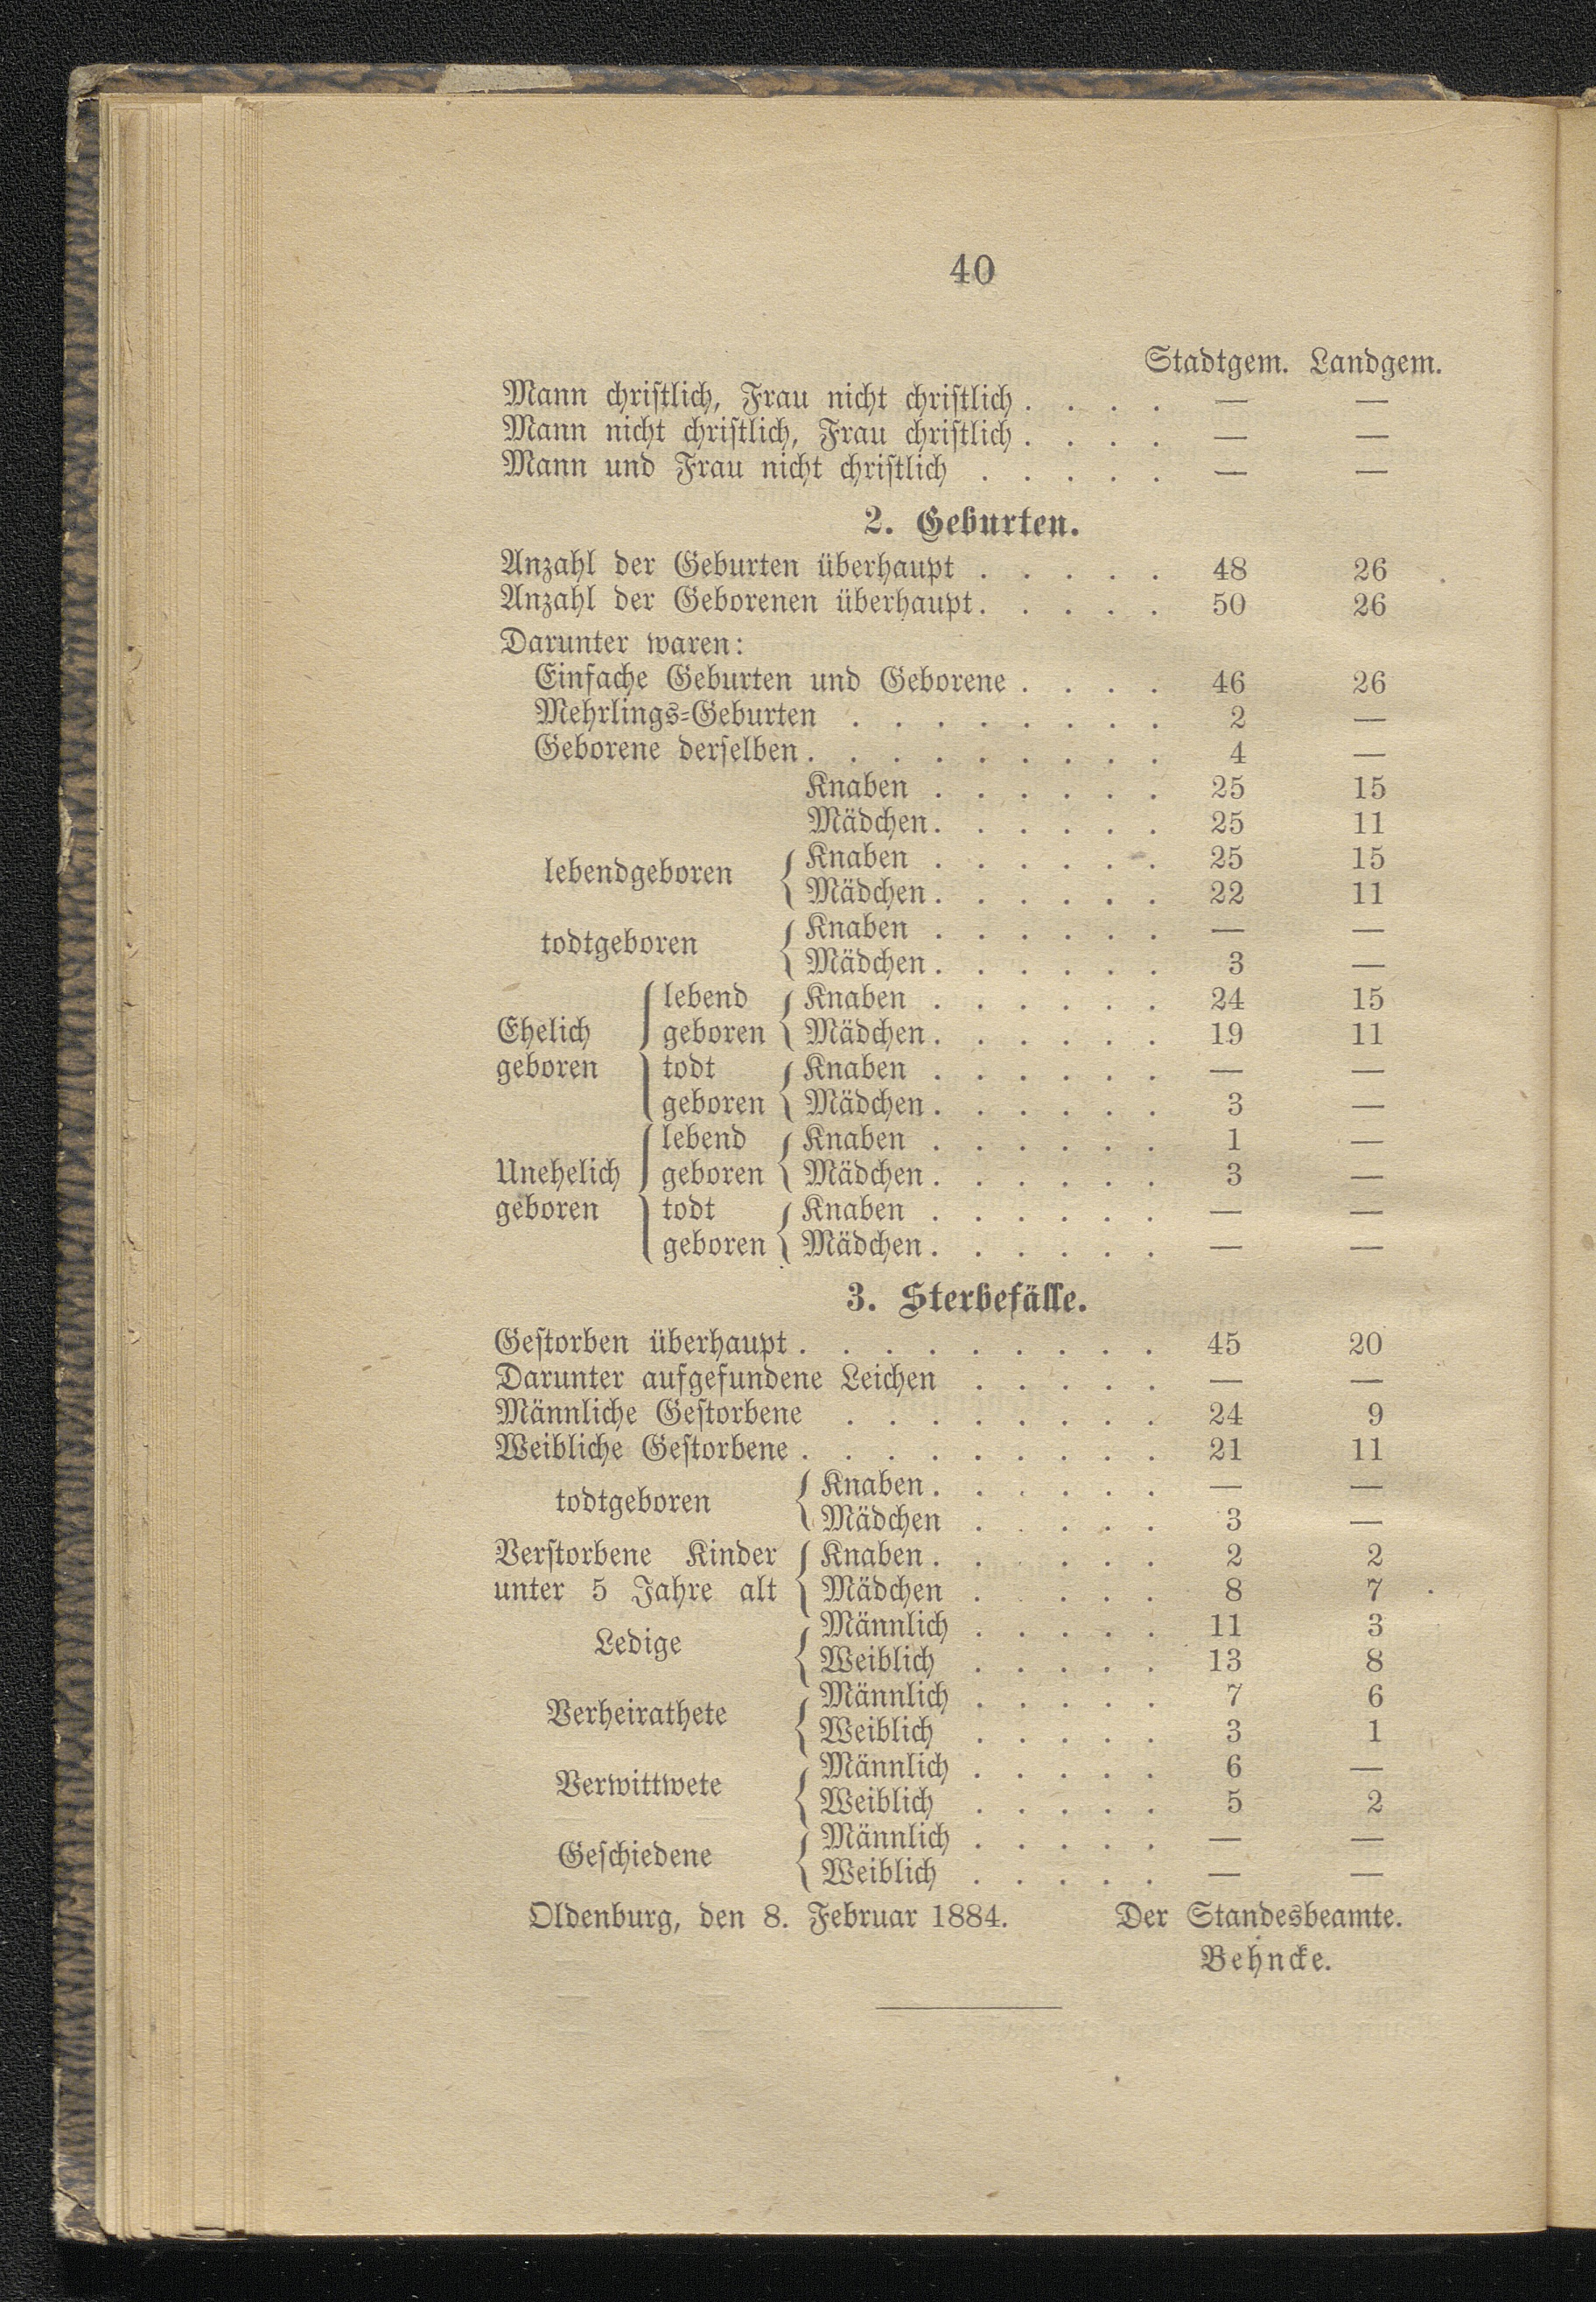 40
Stadtgem. Landgem.
Mann christlich, Frau nicht christlich . . . . — —
Mann nicht christlich, Frau christlich . . . . — —
Mann und Frau nicht christlich . . . . . — —
2. Geburten.
Anzahl der Geburten überhaupt . . . . . 48 26
Anzahl der Geborenen überhaupt . . . . . 50 26
Darunter waren:
Einfache Geburten und Geborene . . . . 46 26
Mehrlings-Geburten . . . . . . . . 2 —
Geborene derselben . . . . . . . . . 4 —
Knaben . . . . . . 25 15
Mädchen . . . . . . 25 11
lebendgeboren { Knaben . . . . . . 25 15
Mädchen . . . . . . 22 11
todtgeboren { Knaben . . . . . . — —
Mädchen . . . . . . 3 —
lebend { Knaben . . . . . . 24 15
Ehelich geboren { Mädchen . . . . . . 19 11
geboren todt { Knaben . . . . . . — —
geboren { Mädchen . . . . . . 3 —
lebend { Knaben . . . . . . 1 —
Unehelich geboren { Mädchen . . . . . . 3 —
geboren todt { Knaben . . . . . . — —
geboren { Mädchen . . . . . . — —
3. Sterbefälle.
Gestorben überhaupt . . . . . . . . . 45 20
Darunter aufgefundene Leichen . . . . . — —
Männliche Gestorbene . . . . . . . . 24 9
Weibliche Gestorbene . . . . . . . . . 21 11
todtgeboren { Knaben . . . . . . — —
Mädchen . . . . . 3 —
Verstorbene Kinder { Knaben . . . . . . 2 2
unter 5 Jahre alt { Mädchen . . . . . 8 7
Ledige { Männlich . . . . . 11 3
Weiblich . . . . . 13 8
Verheirathete { Männlich . . . . . 7 6
Weiblich . . . . . 3 1
Verwittwete { Männlich . . . . . 6 —
Weiblich . . . . . 5 2
Geschiedene { Männlich . . . . . — —
Weiblich . . . . . — —
Oldenburg, den 8. Februar 1884. Der Standesbeamte.
Behncke.